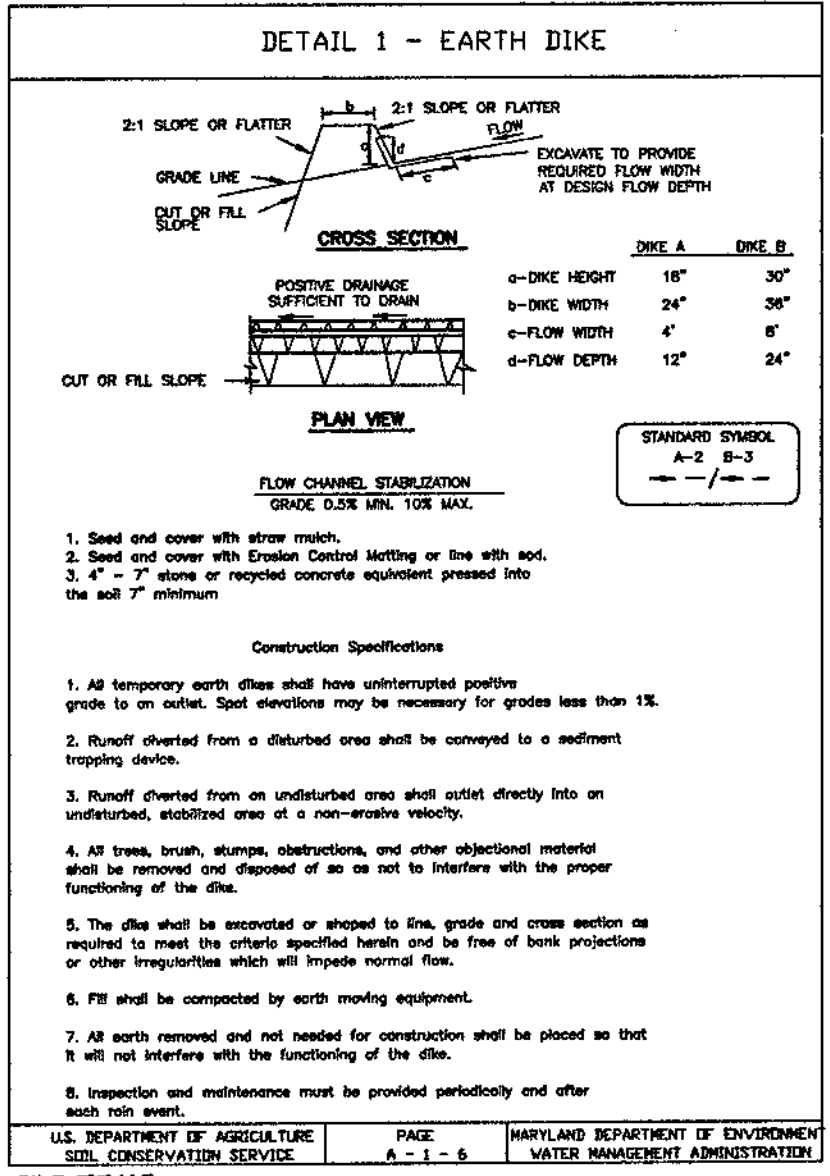 DETAIL 1 - EARTH DIKE
b
2:1 SLOPE OR FLATTER
2:1 SLOPE OR FLATTER
FLOW
a
d
EXCAVATE TO PROVIDE
REQUIRED FLOW WIDTH
AT DESIGN FLOW DEPTH
GRADE LINE
c
CUT OR FILL
SLOPE
CROSS SECTION
DIKE A DIKE B
a-DIKE HEIGHT 18" 30"
b-DIKE WIDTH 24" 36"
c-FLOW WIDTH 4' 6'
d-FLOW DEPTH 12" 24"
POSITIVE DRAINAGE
SUFFICIENT TO DRAIN
CUT OR FILL SLOPE
PLAN VIEW
STANDARD SYMBOL
A-2 B-3
FLOW CHANNEL STABILIZATION
GRADE 0.5% MIN. 10% MAX.
1. Seed and cover with straw mulch.
2. Seed and cover with Erosion Control Matting or line with sod.
3. 4" - 7" stone or recycled concrete equivalent pressed into
the soil 7" minimum
Construction Specifications
1. All temporary earth dikes shall have uninterrupted positive
grade to an outlet. Spot elevations may be necessary for grades less than 1%.
2. Runoff diverted from a disturbed area shall be conveyed to a sediment
trapping device.
3. Runoff diverted from an undisturbed area shall outlet directly into an
undisturbed, stabilized area at a non-erosive velocity.
4. All trees, brush, stumps, obstructions, and other objectional material
shall be removed and disposed of so as not to interfere with the proper
functioning of the dike.
5. The dike shall be excavated or shaped to line, grade and cross section as
required to meet the criteria specified herein and be free of bank projections
or other irregularities which will impede normal flow.
6. Fill shall be compacted by earth moving equipment.
7. All earth removed and not needed for construction shall be placed so that
it will not interfere with the functioning of the dike.
8. Inspection and maintenance must be provided periodically and after
each rain event.
U.S. DEPARTMENT OF AGRICULTURE
SOIL CONSERVATION SERVICE
PAGE
A - 1 - 6
MARYLAND DEPARTMENT OF ENVIRONMEN
WATER MANAGEMENT ADMINISTRATION